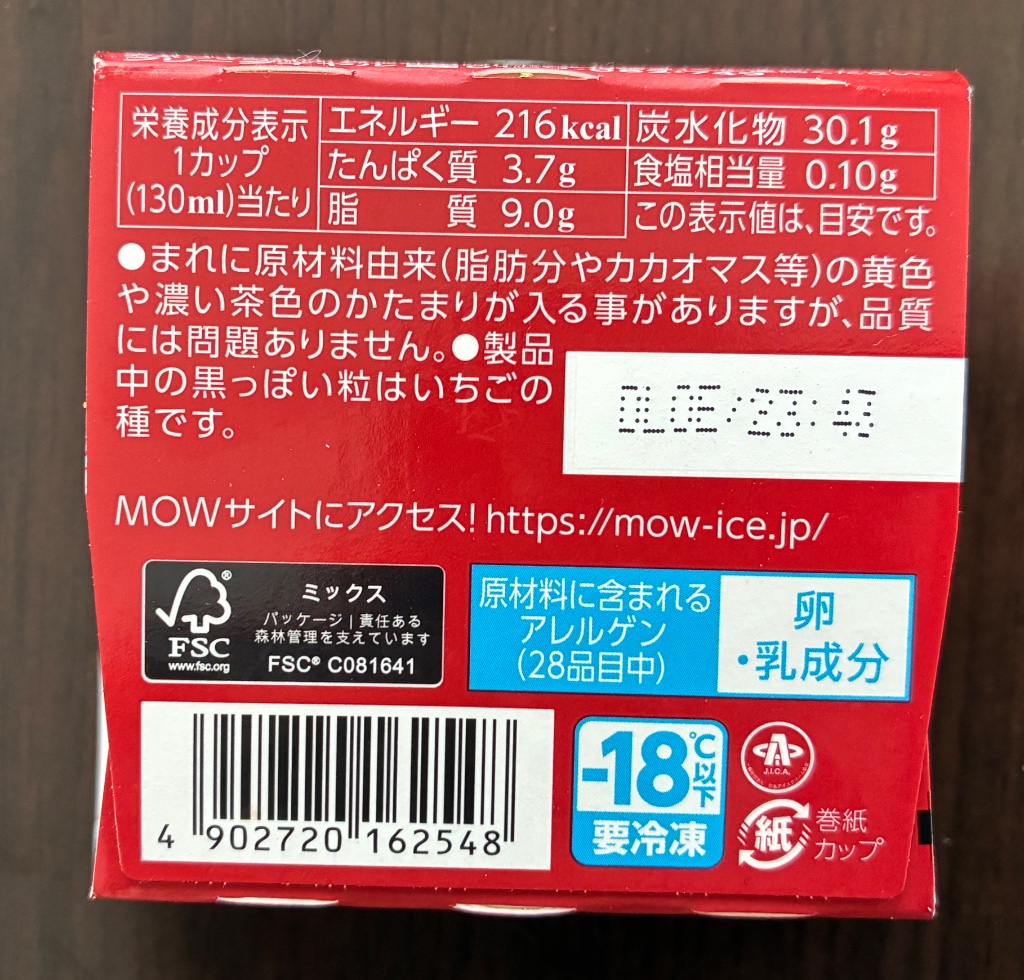 栄養成分表示
1カップ
(130ml)当たり
エネルギー 216kcal
炭水化物 30.1g
たんぱく質 3.7g
食塩相当量 0.10g
脂 質 9.0g
この表示値は、目安です。
●まれに原材料由来(脂肪分やカカオマス等)の黄色
や濃い茶色のかたまりが入る事がありますが、品質
には問題ありません。●製品
中の黒っぽい粒はいちごの
種です。
DLOE/23:43
MOWサイトにアクセス! https://mow-ice.jp/
FSC®
www.fsc.org
ミックス
パッケージ | 責任ある
森林管理を支えています
FSC® C081641
原材料に含まれる
アレルゲン
(28品目中)
卵
・乳成分
4 902720 162548
-18℃以下
要冷凍
J.I.C.A.
紙
巻紙
カップ